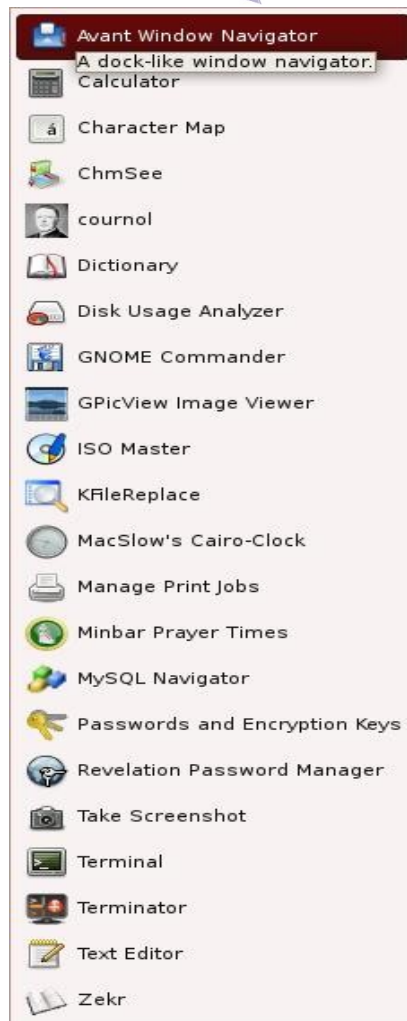 Avant Window Navigator
A dock-like window navigator.
Calculator
á Character Map
ChmSee
cournol
Dictionary
Disk Usage Analyzer
GNOME Commander
GPicView Image Viewer
ISO Master
KFileReplace
MacSlow's Cairo-Clock
Manage Print Jobs
Minbar Prayer Times
MySQL Navigator
Passwords and Encryption Keys
Revelation Password Manager
Take Screenshot
Terminal
Terminator
Text Editor
Zekr